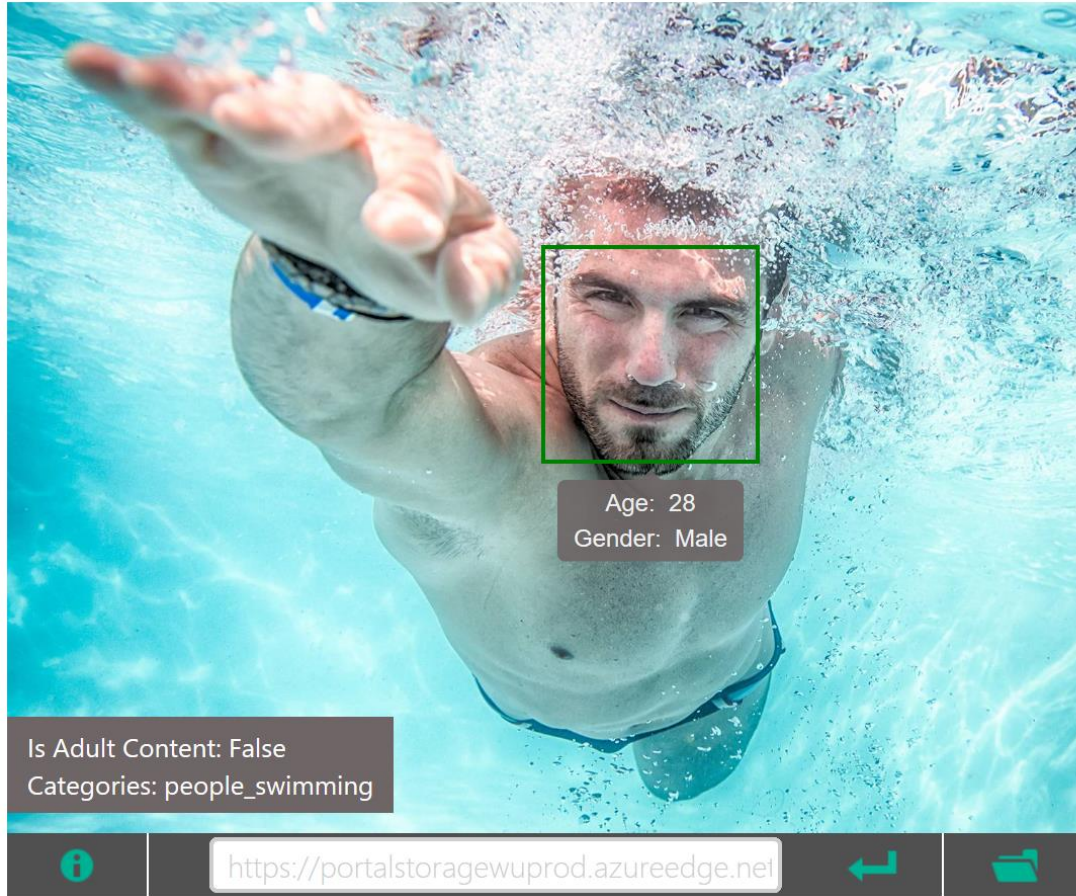 Age: 28
Gender: Male
Is Adult Content: False
Categories: people_swimming
https://portalstoragewuprod.azureedge.net